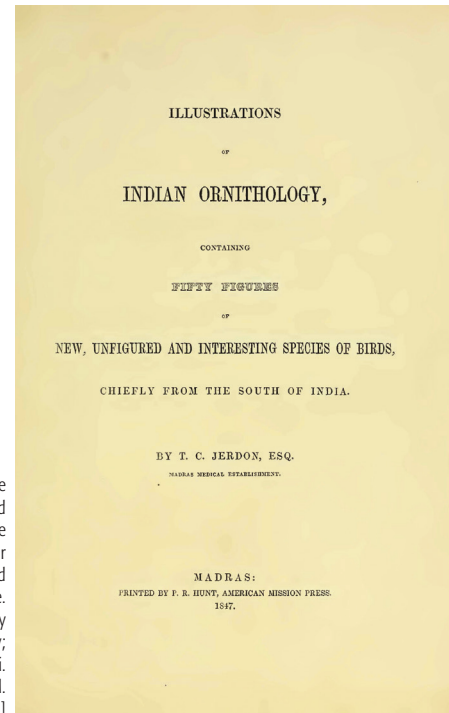 ILLUSTRATIONS
OF
INDIAN ORNITHOLOGY,
CONTAINING
FIFTY FIGURES
OF
NEW, UNFIGURED AND INTERESTING SPECIES OF BIRDS,
CHIEFLY FROM THE SOUTH OF INDIA.
BY T. C. JERDON, ESQ.
MADRAS MEDICAL ESTABLISHMENT.
MADRAS:
PRINTED BY P. R. HUNT, AMERICAN MISSION PRESS.
1847.